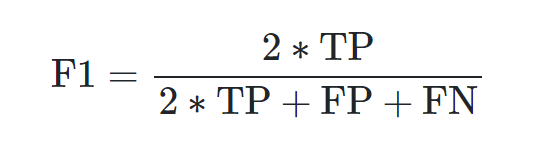 F1 = 2 * TP
2 * TP + FP + FN